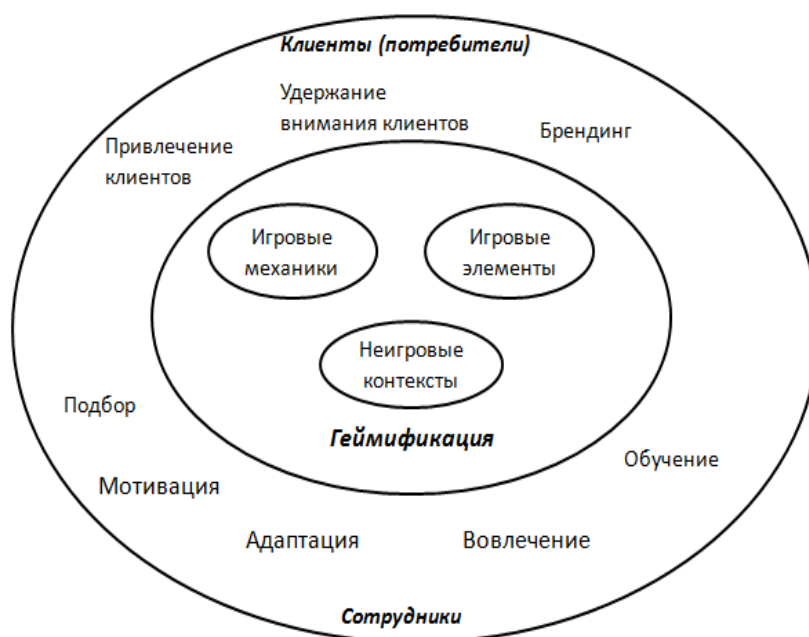 Клиенты (потребители)
Удержание
внимания клиентов
Брендинг
Привлечение
клиентов
Игровые
механики
Игровые
элементы
Неигровые
контексты
Геймификация
Подбор
Обучение
Мотивация
Адаптация
Вовлечение
Сотрудники